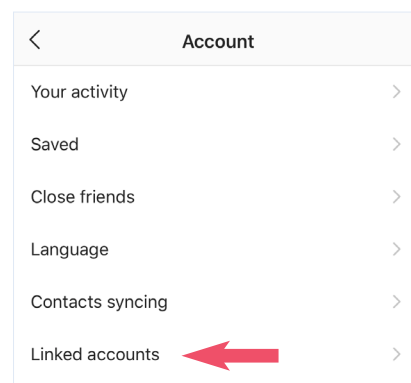 Account
Your activity
Saved
Close friends
Language
Contacts syncing
Linked accounts